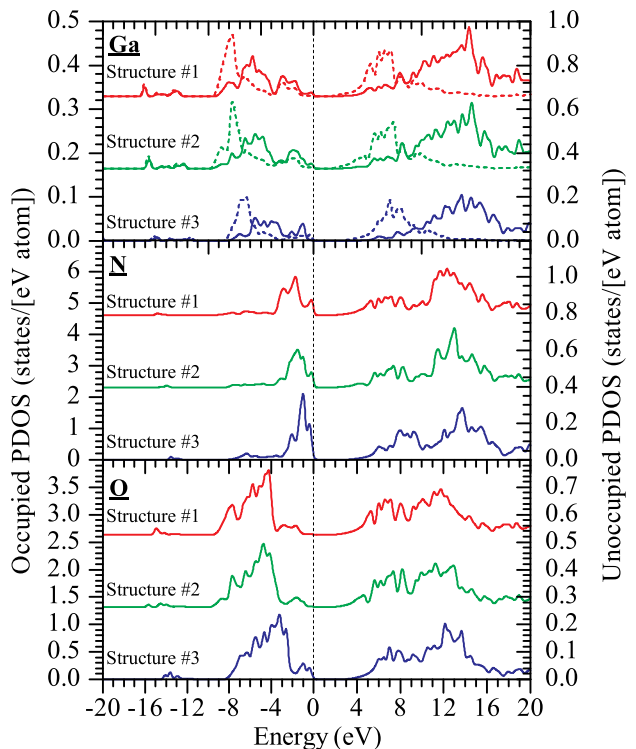 Occupied PDOS (states/[eV atom])
Unoccupied PDOS (states/[eV atom])
Ga
Structure #1
Structure #2
Structure #3
0.5
0.4
0.3
0.2
0.1
0.0
1.0
0.8
0.6
0.4
0.2
0.0
N
Structure #1
Structure #2
Structure #3
6
5
4
3
2
1
0
1.0
0.8
0.6
0.4
0.2
0.0
O
Structure #1
Structure #2
Structure #3
3.5
3.0
2.5
2.0
1.5
1.0
0.5
0.0
0.7
0.6
0.5
0.4
0.3
0.2
0.1
0.0
-20 -16 -12 -8 -4 0 4 8 12 16 20
Energy (eV)